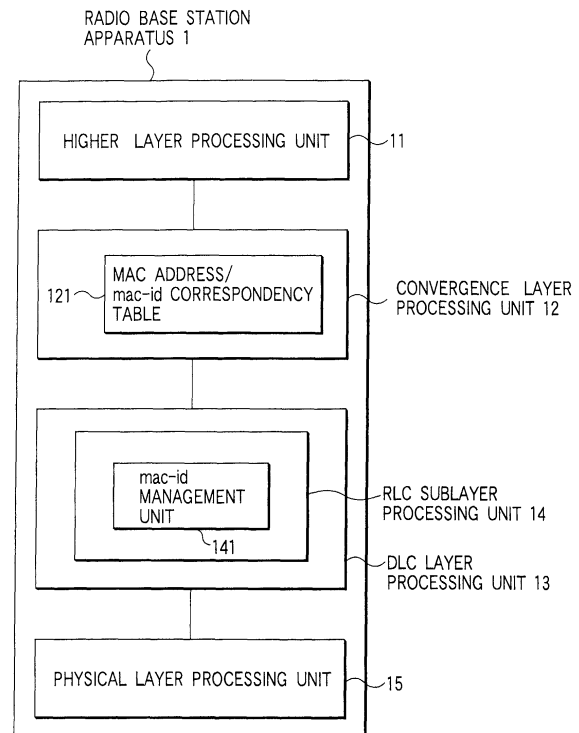 RADIO BASE STATION
APPARATUS 1
HIGHER LAYER PROCESSING UNIT
11
MAC ADDRESS/
mac-id CORRESPONDENCY
TABLE
121
CONVERGENCE LAYER
PROCESSING UNIT 12
mac-id
MANAGEMENT
UNIT
141
RLC SUBLAYER
PROCESSING UNIT 14
DLC LAYER
PROCESSING UNIT 13
PHYSICAL LAYER PROCESSING UNIT
15